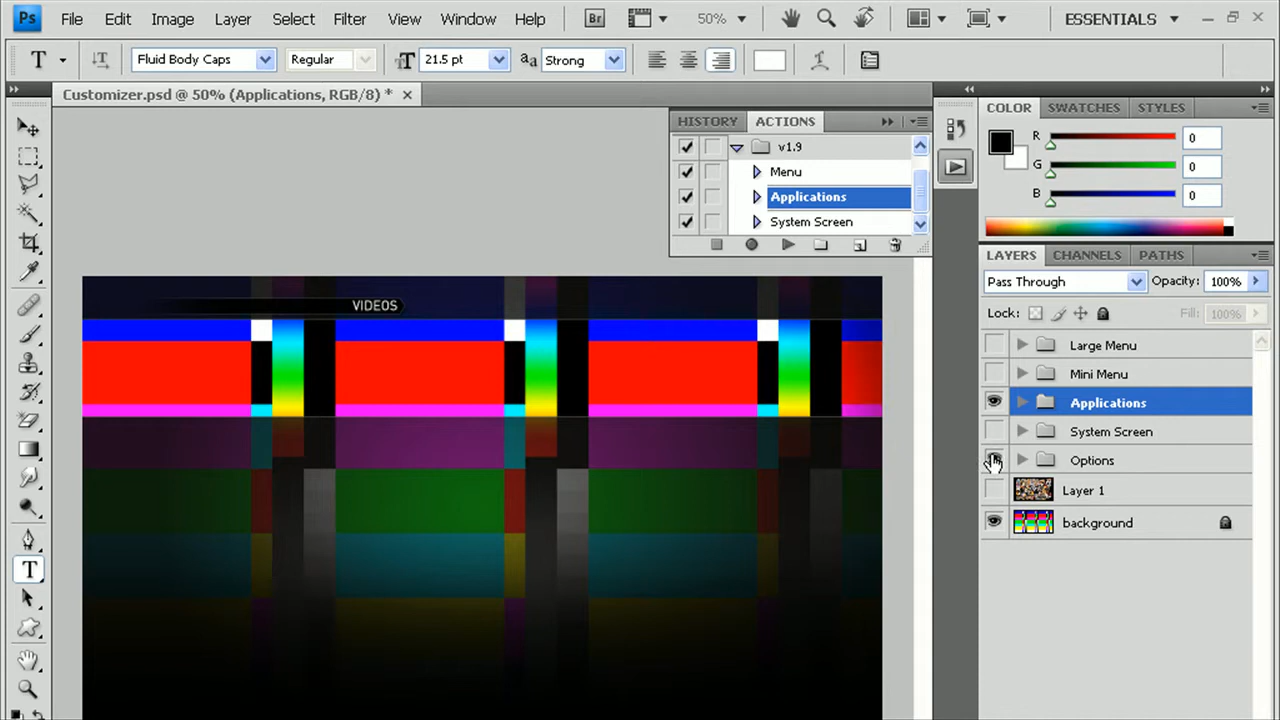 Ps File Edit Image Layer Select Filter View Window Help Br 50% ESSENTIALS
T Fluid Body Caps Regular 21.5 pt aa Strong
Customizer.psd @ 50% (Applications, RGB/8) *
HISTORY ACTIONS
v1.9
Menu
Applications
System Screen
VIDEOS
COLOR SWATCHES STYLES
R 0
G 0
B 0
LAYERS CHANNELS PATHS
Pass Through Opacity: 100%
Lock: Fill: 100%
Large Menu
Mini Menu
Applications
System Screen
Options
Layer 1
background
T